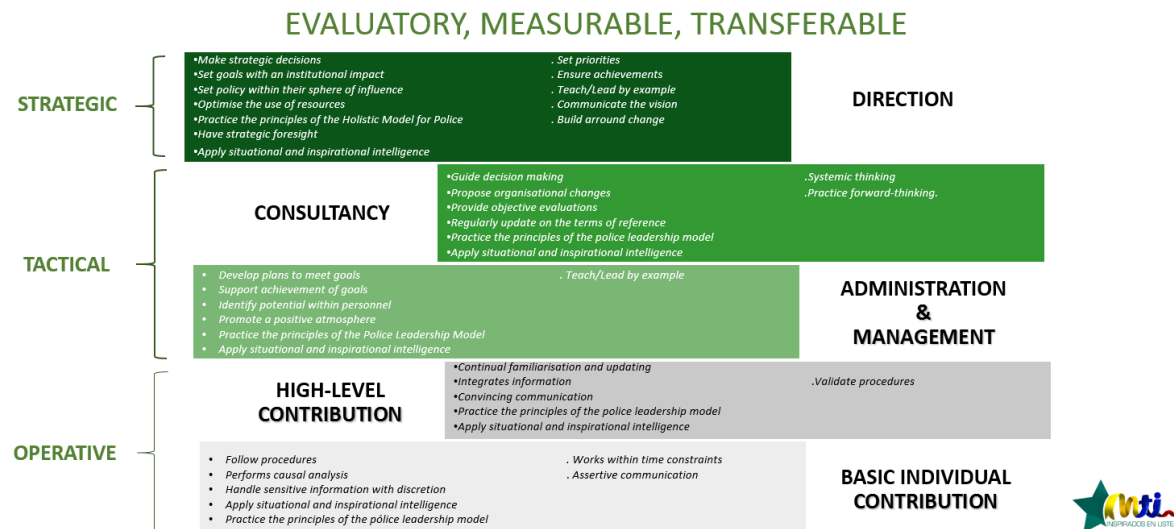 EVALUATORY, MEASURABLE, TRANSFERABLE
STRATEGIC
•Make strategic decisions
•Set goals with an institutional impact
•Set policy within their sphere of influence
•Optimise the use of resources
•Practice the principles of the Holistic Model for Police
•Have strategic foresight
•Apply situational and inspirational intelligence
. Set priorities
. Ensure achievements
. Teach/Lead by example
. Communicate the vision
. Build arround change
DIRECTION
TACTICAL
CONSULTANCY
•Guide decision making
•Propose organisational changes
•Provide objective evaluations
•Regularly update on the terms of reference
•Practice the principles of the police leadership model
•Apply situational and inspirational intelligence
.Systemic thinking
.Practice forward-thinking.
• Develop plans to meet goals
• Support achievement of goals
• Identify potential within personnel
• Promote a positive atmosphere
• Practice the principles of the Police Leadership Model
• Apply situational and inspirational intelligence
. Teach/Lead by example
ADMINISTRATION
&
MANAGEMENT
OPERATIVE
HIGH-LEVEL
CONTRIBUTION
•Continual familiarisation and updating
•Integrates information
•Convincing communication
•Practice the principles of the police leadership model
•Apply situational and inspirational intelligence
.Validate procedures
• Follow procedures
• Performs causal analysis
• Handle sensitive information with discretion
• Apply situational and inspirational intelligence
• Practice the principles of the pólice leadership model
. Works within time constraints
. Assertive communication
BASIC INDIVIDUAL
CONTRIBUTION
mti
INSPIRADOS EN USTE